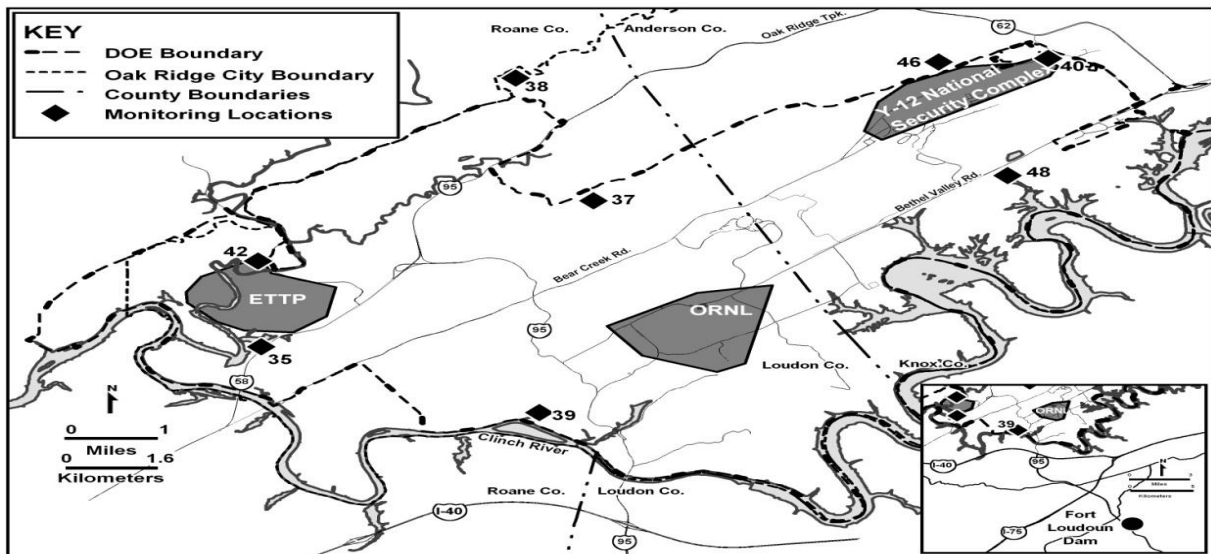 KEY
DOE Boundary
Oak Ridge City Boundary
County Boundaries
Monitoring Locations
Roane Co.
Anderson Co.
Oak Ridge Tpk.
62
38
46
40
Y-12 National
Security Complex
95
37
48
Bethel Valley Rd.
42
ETTP
Bear Creek Rd.
ORNL
95
35
58
Loudon Co.
Knox Co.
N
0 1
Miles
0 1.6
Kilometers
39
Clinch River
Roane Co.
Loudon Co.
I-40
95
ORNL
39
I-40
95
N
Miles
Kilometers
I-75
Fort
Loudoun
Dam